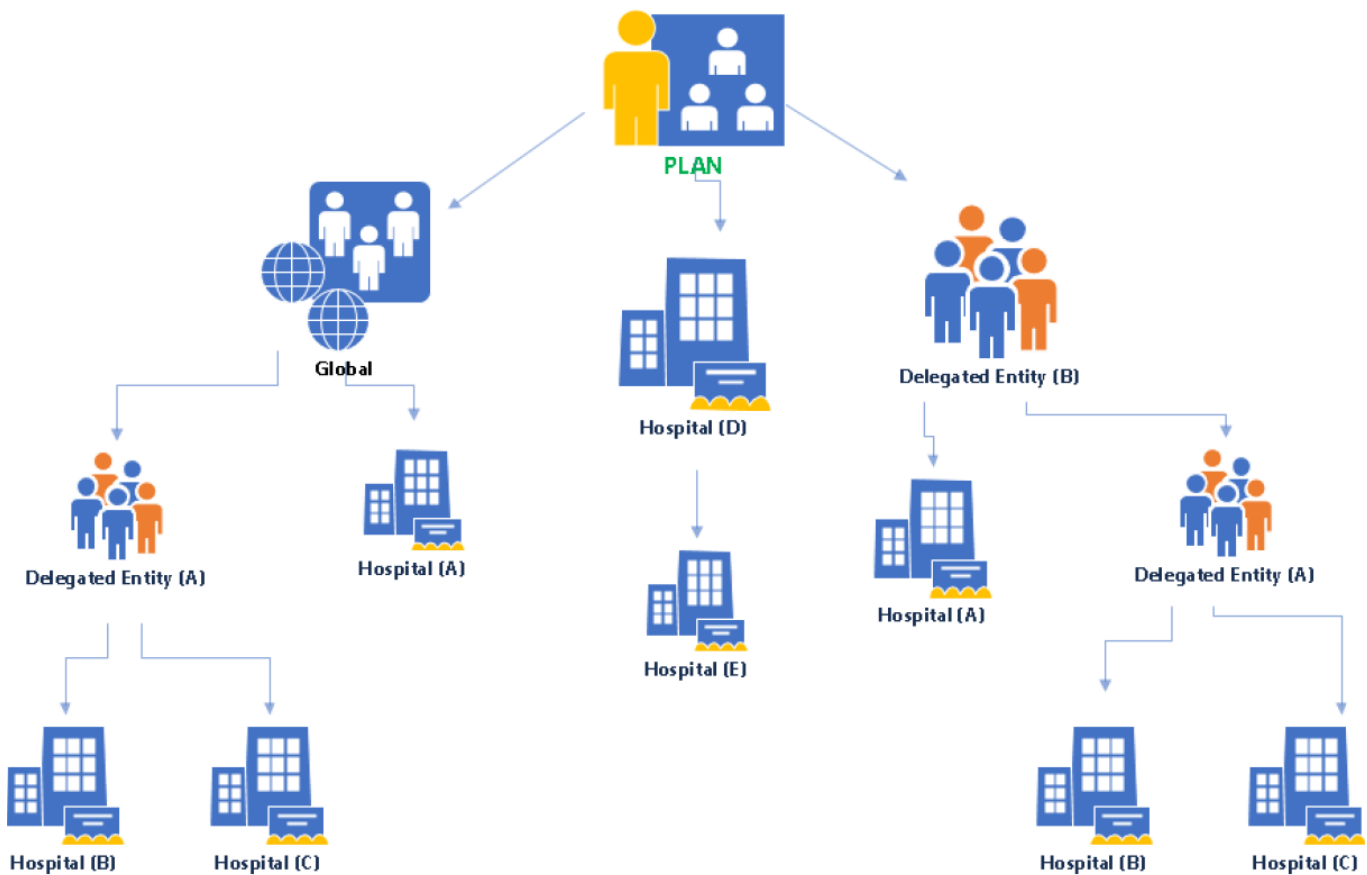 PLAN
Global
Delegated Entity (B)
Hospital (D)
Delegated Entity (A)
Hospital (A)
Hospital (E)
Hospital (A)
Delegated Entity (A)
Hospital (B)
Hospital (C)
Hospital (B)
Hospital (C)